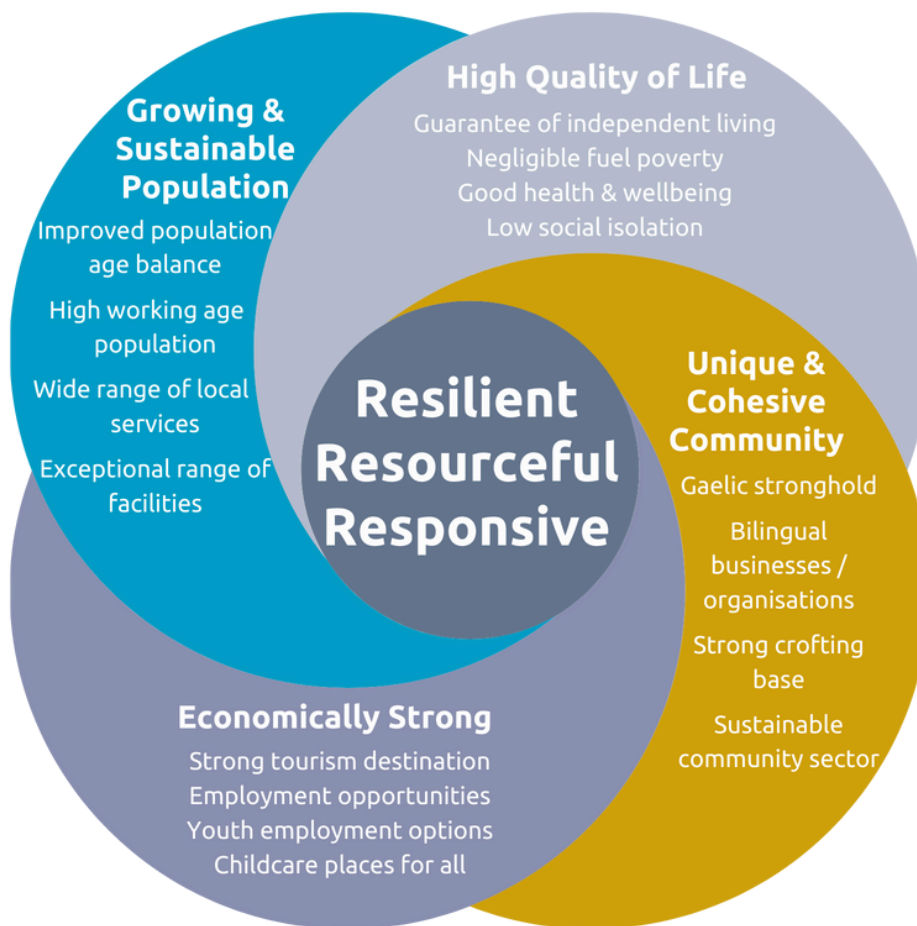 Growing &
Sustainable
Population
Improved population
age balance
High working age
population
Wide range of local
services
Exceptional range of
facilities
High Quality of Life
Guarantee of independent living
Negligible fuel poverty
Good health & wellbeing
Low social isolation
Resilient
Resourceful
Responsive
Unique &
Cohesive
Community
Gaelic stronghold
Bilingual
businesses /
organisations
Strong crofting
base
Sustainable
community sector
Economically Strong
Strong tourism destination
Employment opportunities
Youth employment options
Childcare places for all